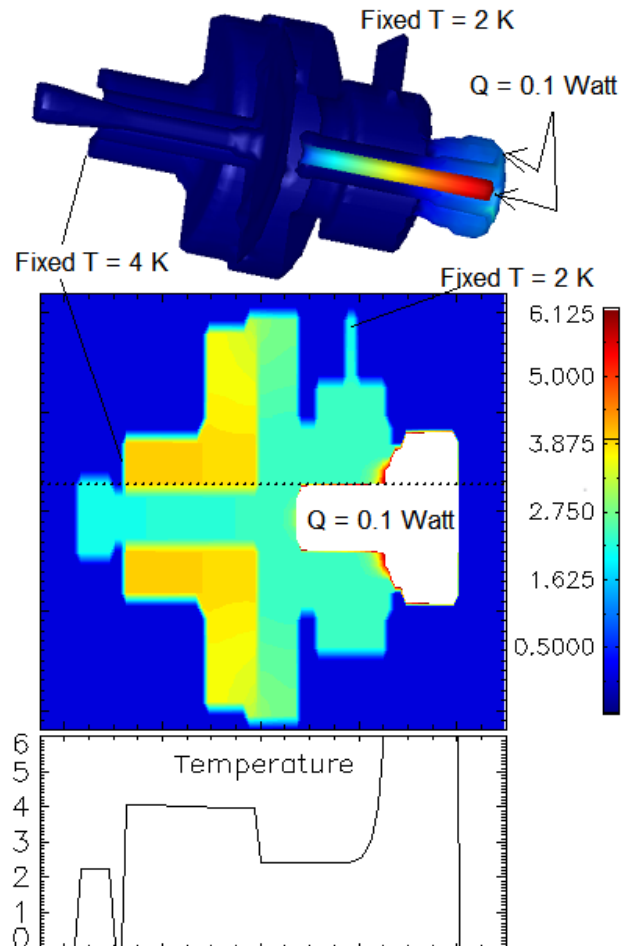 Fixed T = 2 K
Q = 0.1 Watt
Fixed T = 4 K
Fixed T = 2 K
6.125
5.000
3.875
2.750
1.625
0.5000
Q = 0.1 Watt
Temperature
6
5
4
3
2
1
0